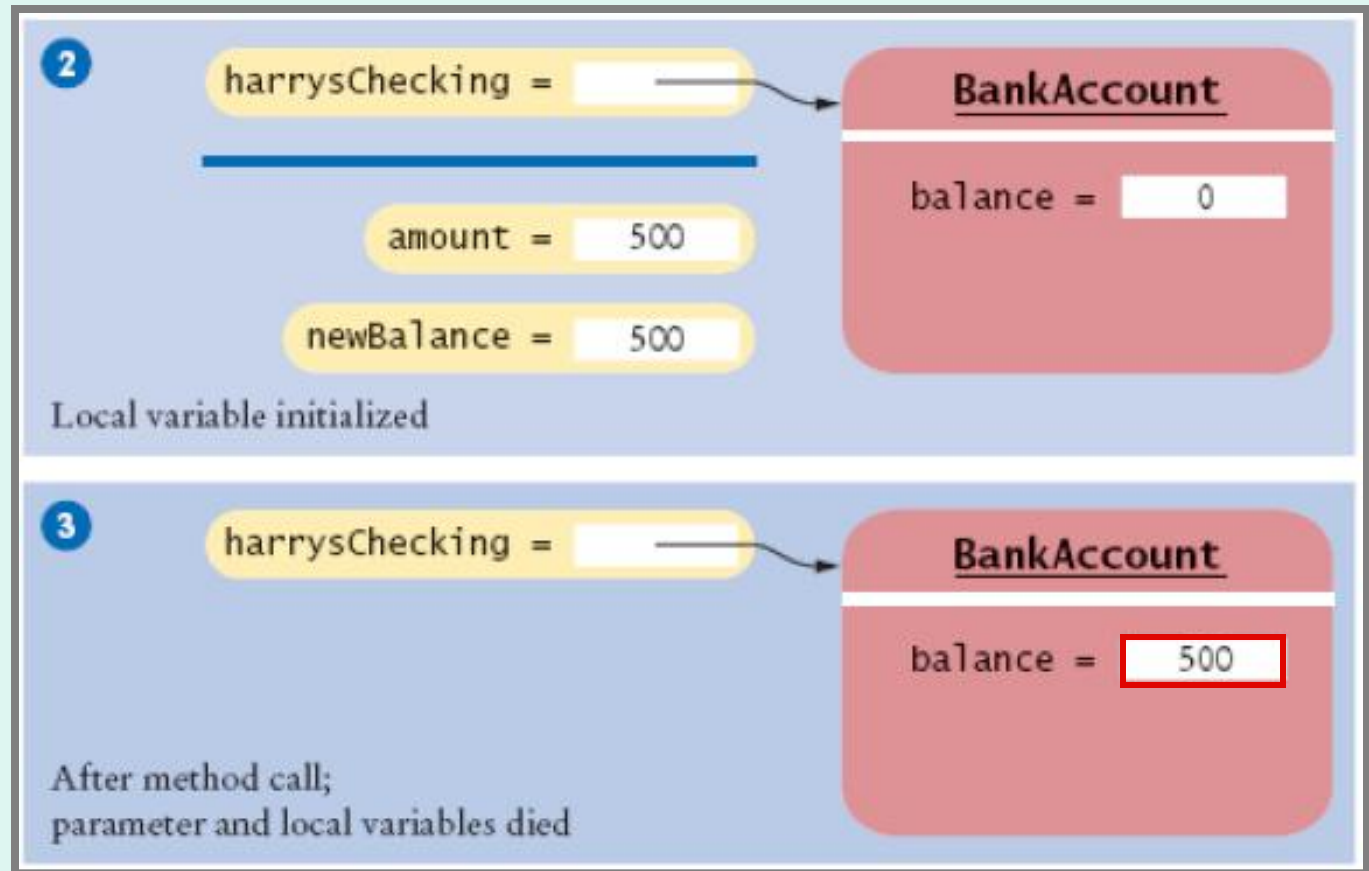 2
harrysChecking =
BankAccount
balance = 0
amount = 500
newBalance = 500
Local variable initialized
3
harrysChecking =
BankAccount
balance = 500
After method call;
parameter and local variables died